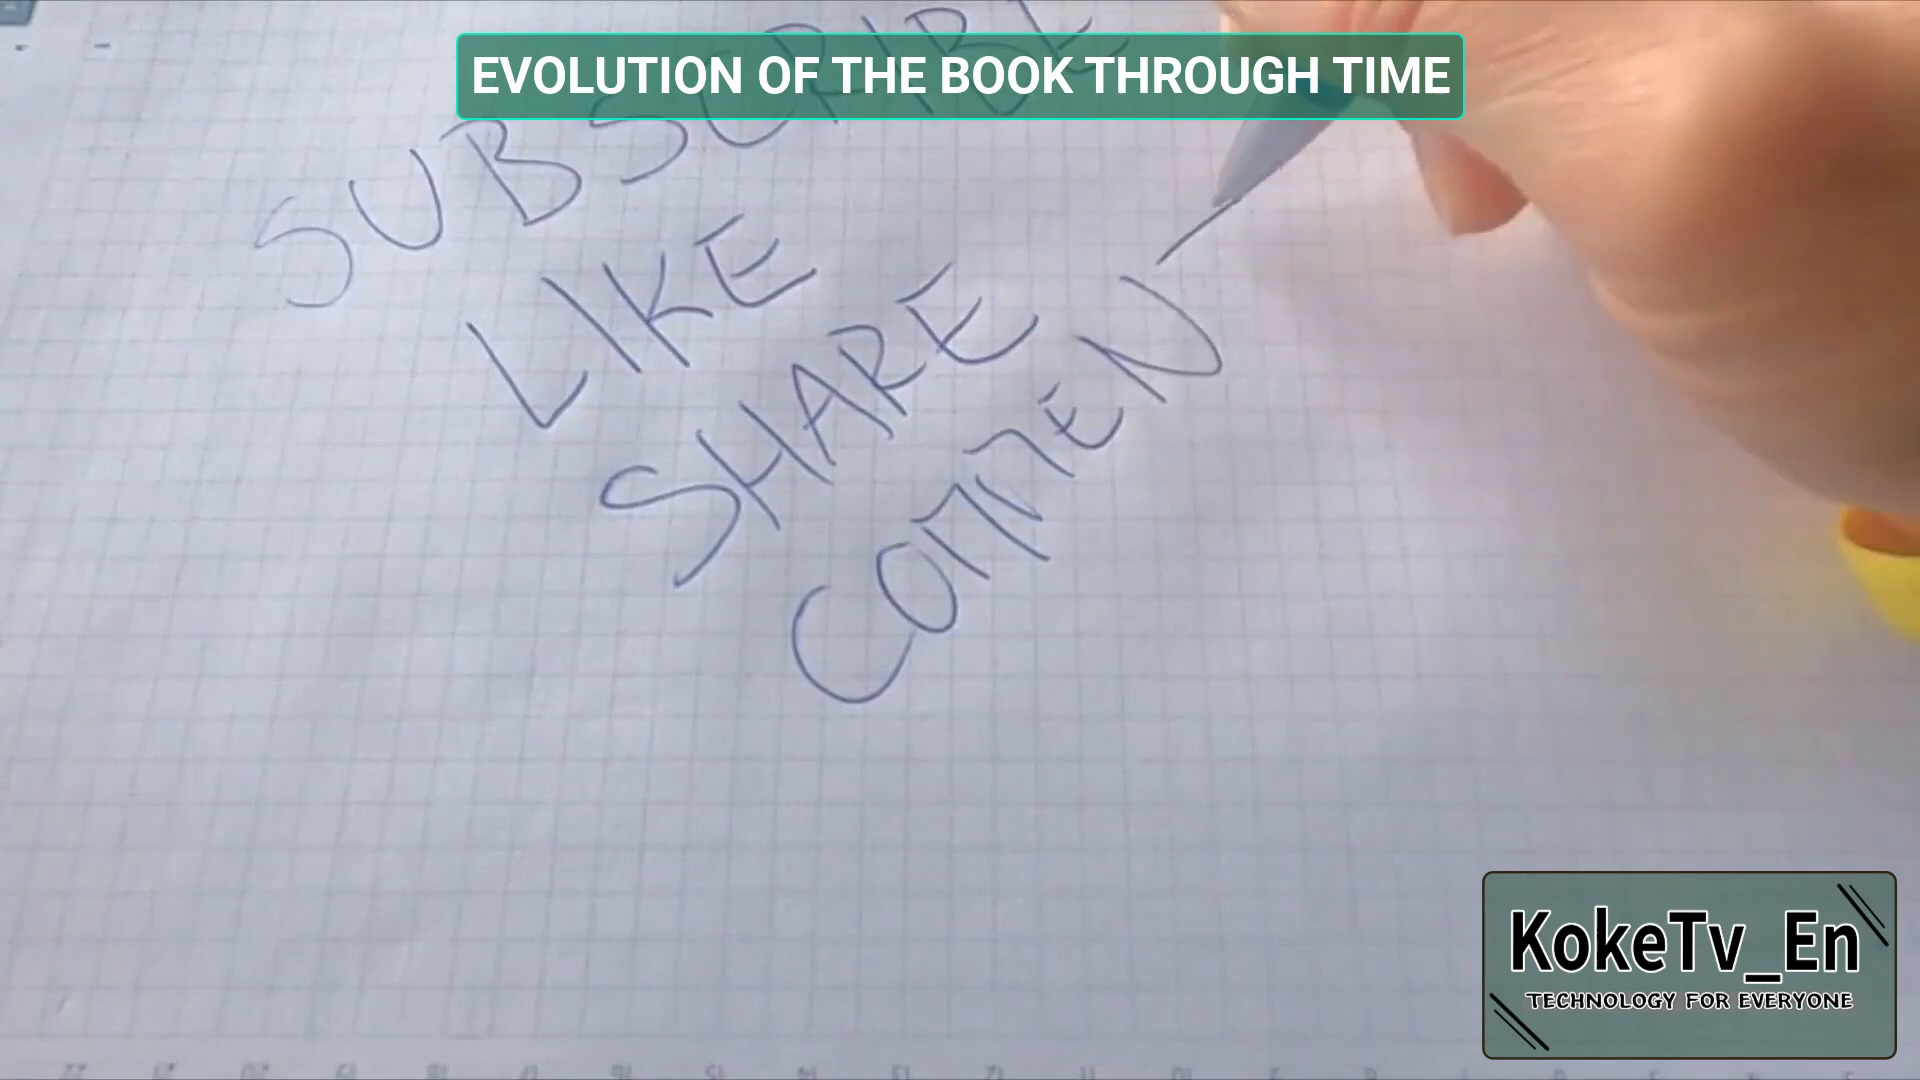 EVOLUTION OF THE BOOK THROUGH TIME
SUBSCRIBE
LIKE
SHARE
COMMEN
KokeTv_En
TECHNOLOGY FOR EVERYONE